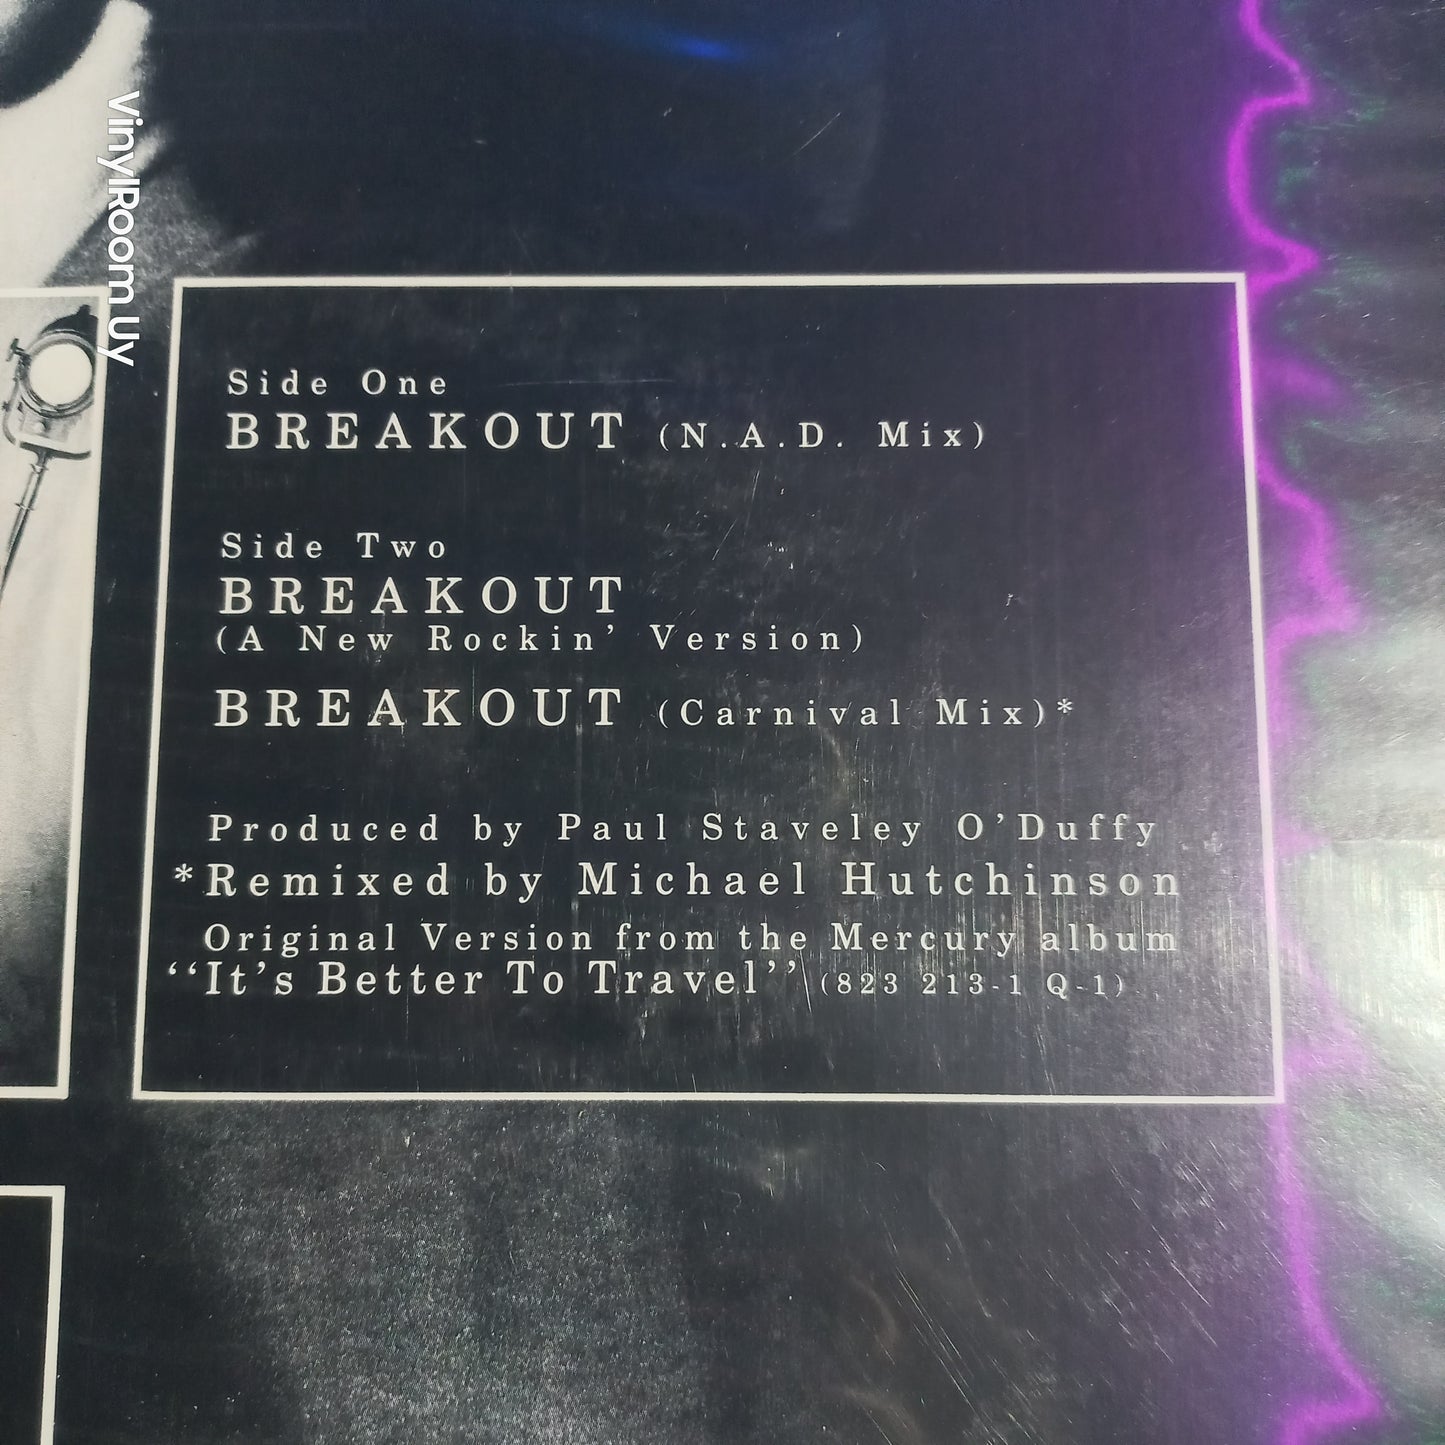 VinylRoom Uy
Side One
BREAKOUT (N.A.D. Mix)
Side Two
BREAKOUT
(A New Rockin' Version)
BREAKOUT (Carnival Mix)*
Produced by Paul Staveley O'Duffy
*Remixed by Michael Hutchinson
Original Version from the Mercury album
‘‘It's Better To Travel’’ (823 213-1 Q-1)